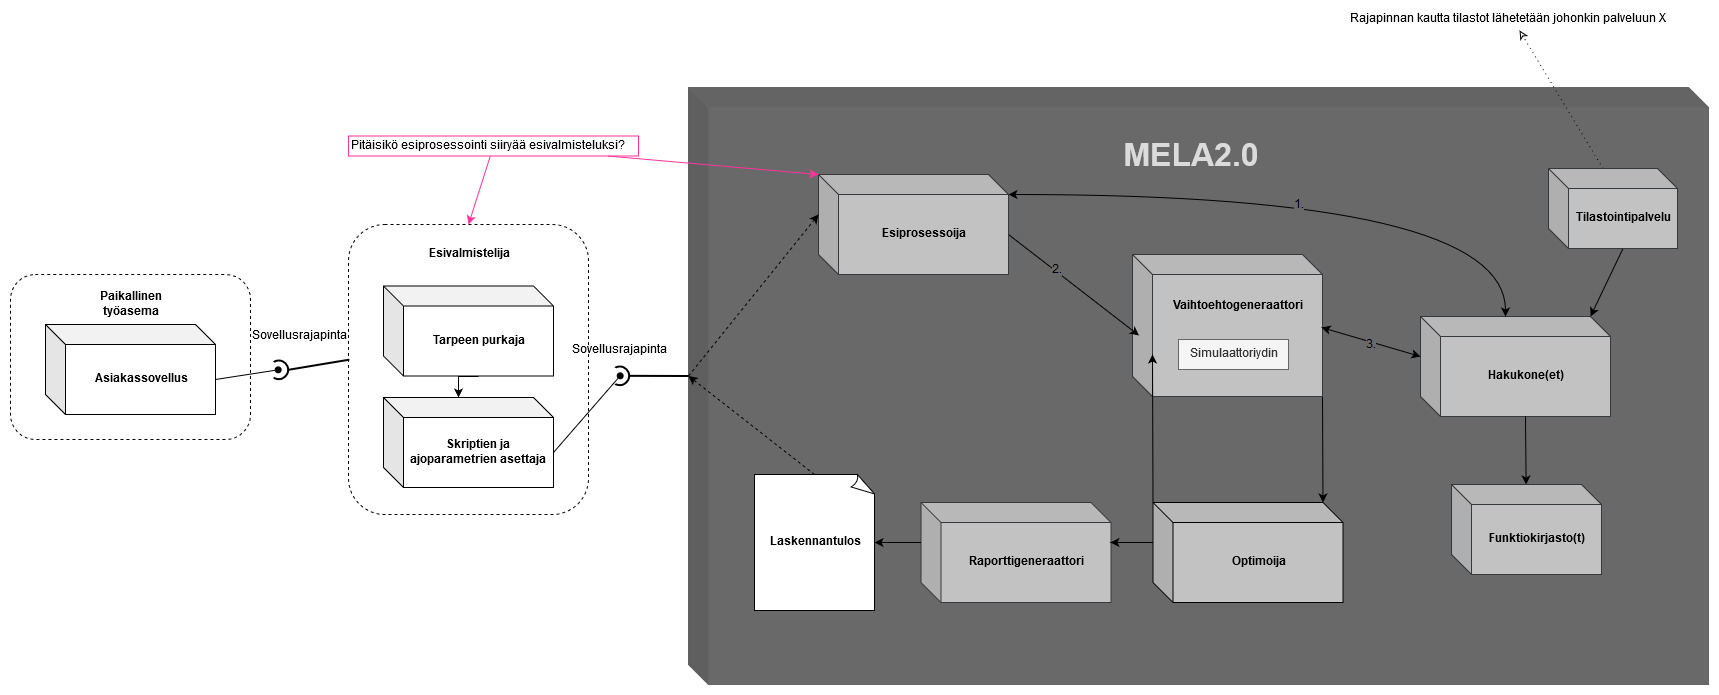 Rajapinnan kautta tilastot lähetetään johonkin palveluun X
Pitäisikö esiprosessointi siiryää esivalmisteluksi?
MELA2.0
Esivalmistelija
Paikallinen
työasema
Asiakassovellus
Sovellusrajapinta
Tarpeen purkaja
Skriptien ja
ajoparametrien asettaja
Sovellusrajapinta
Esiprosessoija
1.
2.
Tilastointipalvelu
Vaihtoehtogeneraattori
Simulaattoriydin
3.
Hakukone(et)
Funktiokirjasto(t)
Optimoija
Raporttigeneraattori
Laskennantulos